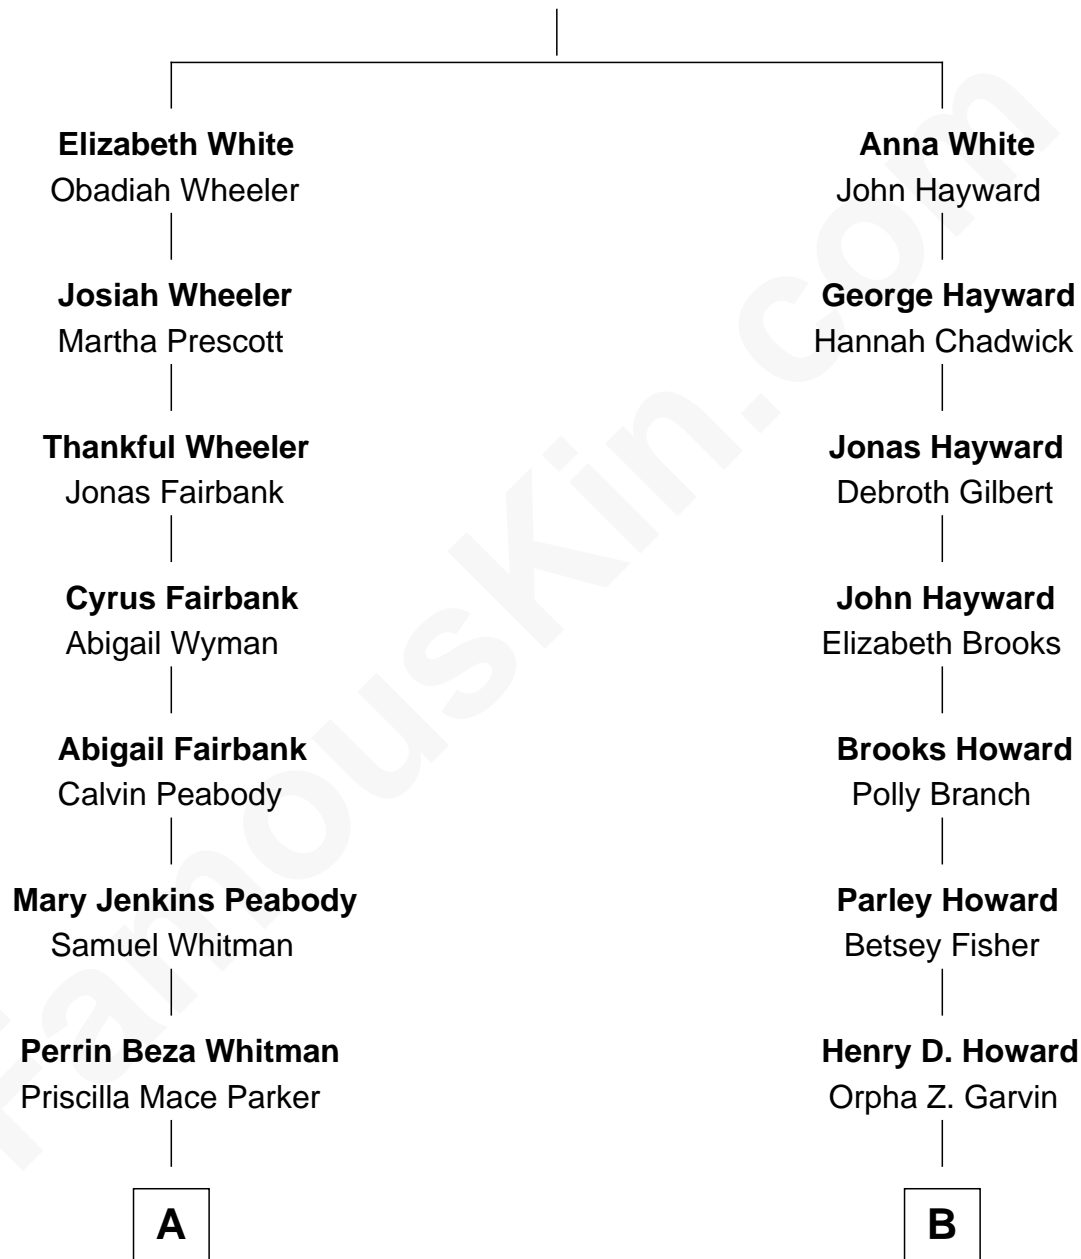 Elizabeth White
Obadiah Wheeler
Anna White
John Hayward
Josiah Wheeler
Martha Prescott
George Hayward
Hannah Chadwick
Thankful Wheeler
Jonas Fairbank
Jonas Hayward
Debroth Gilbert
Cyrus Fairbank
Abigail Wyman
John Hayward
Elizabeth Brooks
Abigail Fairbank
Calvin Peabody
Brooks Howard
Polly Branch
Mary Jenkins Peabody
Samuel Whitman
Parley Howard
Betsey Fisher
Perrin Beza Whitman
Priscilla Mace Parker
Henry D. Howard
Orpha Z. Garvin
A
B
FamousKin.com